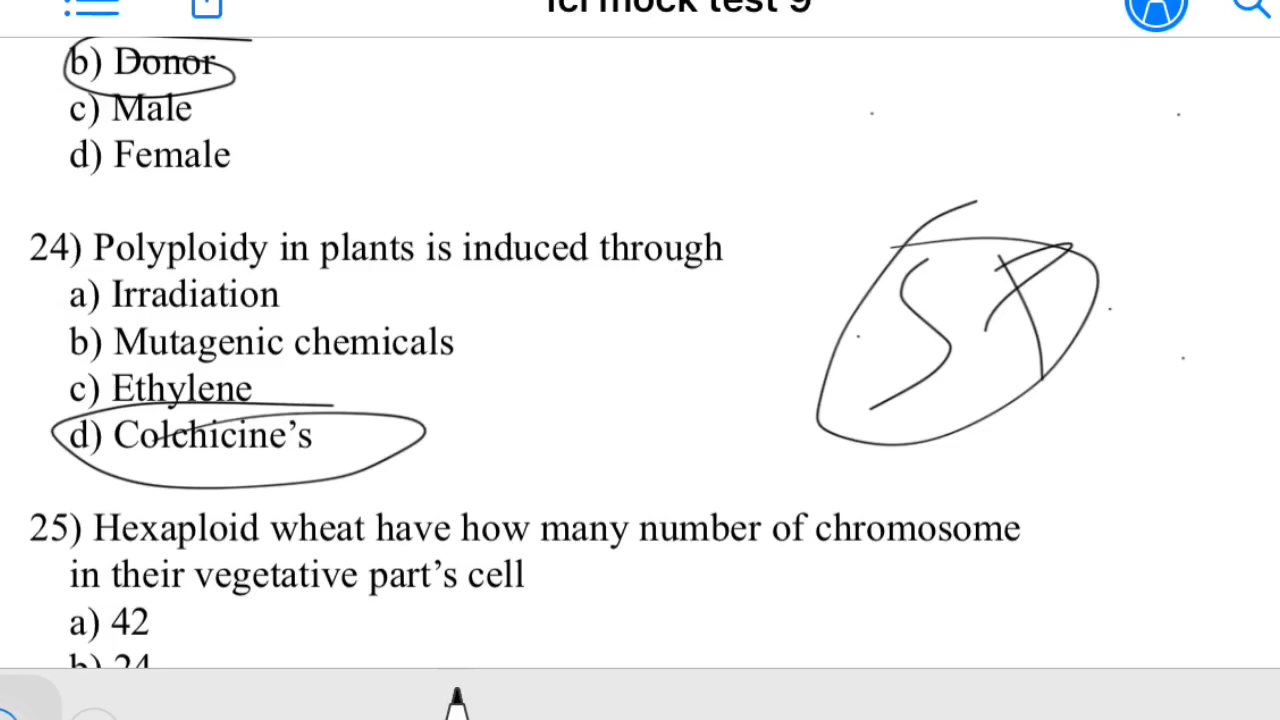 b) Donor
c) Male
d) Female
24) Polyploidy in plants is induced through
a) Irradiation
b) Mutagenic chemicals
c) Ethylene
d) Colchicine's
25) Hexaploid wheat have how many number of chromosome
in their vegetative part's cell
a) 42